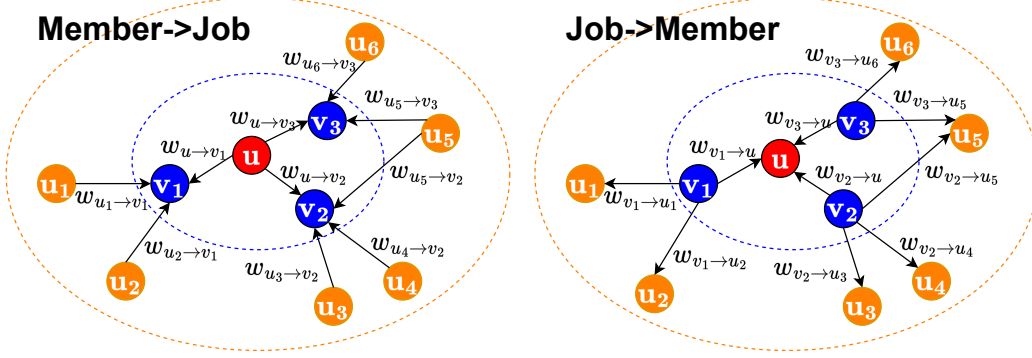 Member->Job
u₆
w_{u₆→v₃}
w_{u₅→v₃}
w_{u→v₃}
v₃
u₅
w_{u→v₁}
u
w_{u→v₂}
w_{u₅→v₂}
u₁
v₁
w_{u₁→v₁}
v₂
w_{u₂→v₁}
w_{u₄→v₂}
w_{u₃→v₂}
u₂
u₄
u₃
Job->Member
u₆
w_{v₃→u₆}
w_{v₃→u₅}
w_{v₃→u}
v₃
u₅
w_{v₁→u}
u
w_{v₂→u}
w_{v₂→u₅}
u₁
v₁
w_{v₁→u₁}
v₂
w_{v₁→u₂}
w_{v₂→u₄}
w_{v₂→u₃}
u₂
u₄
u₃